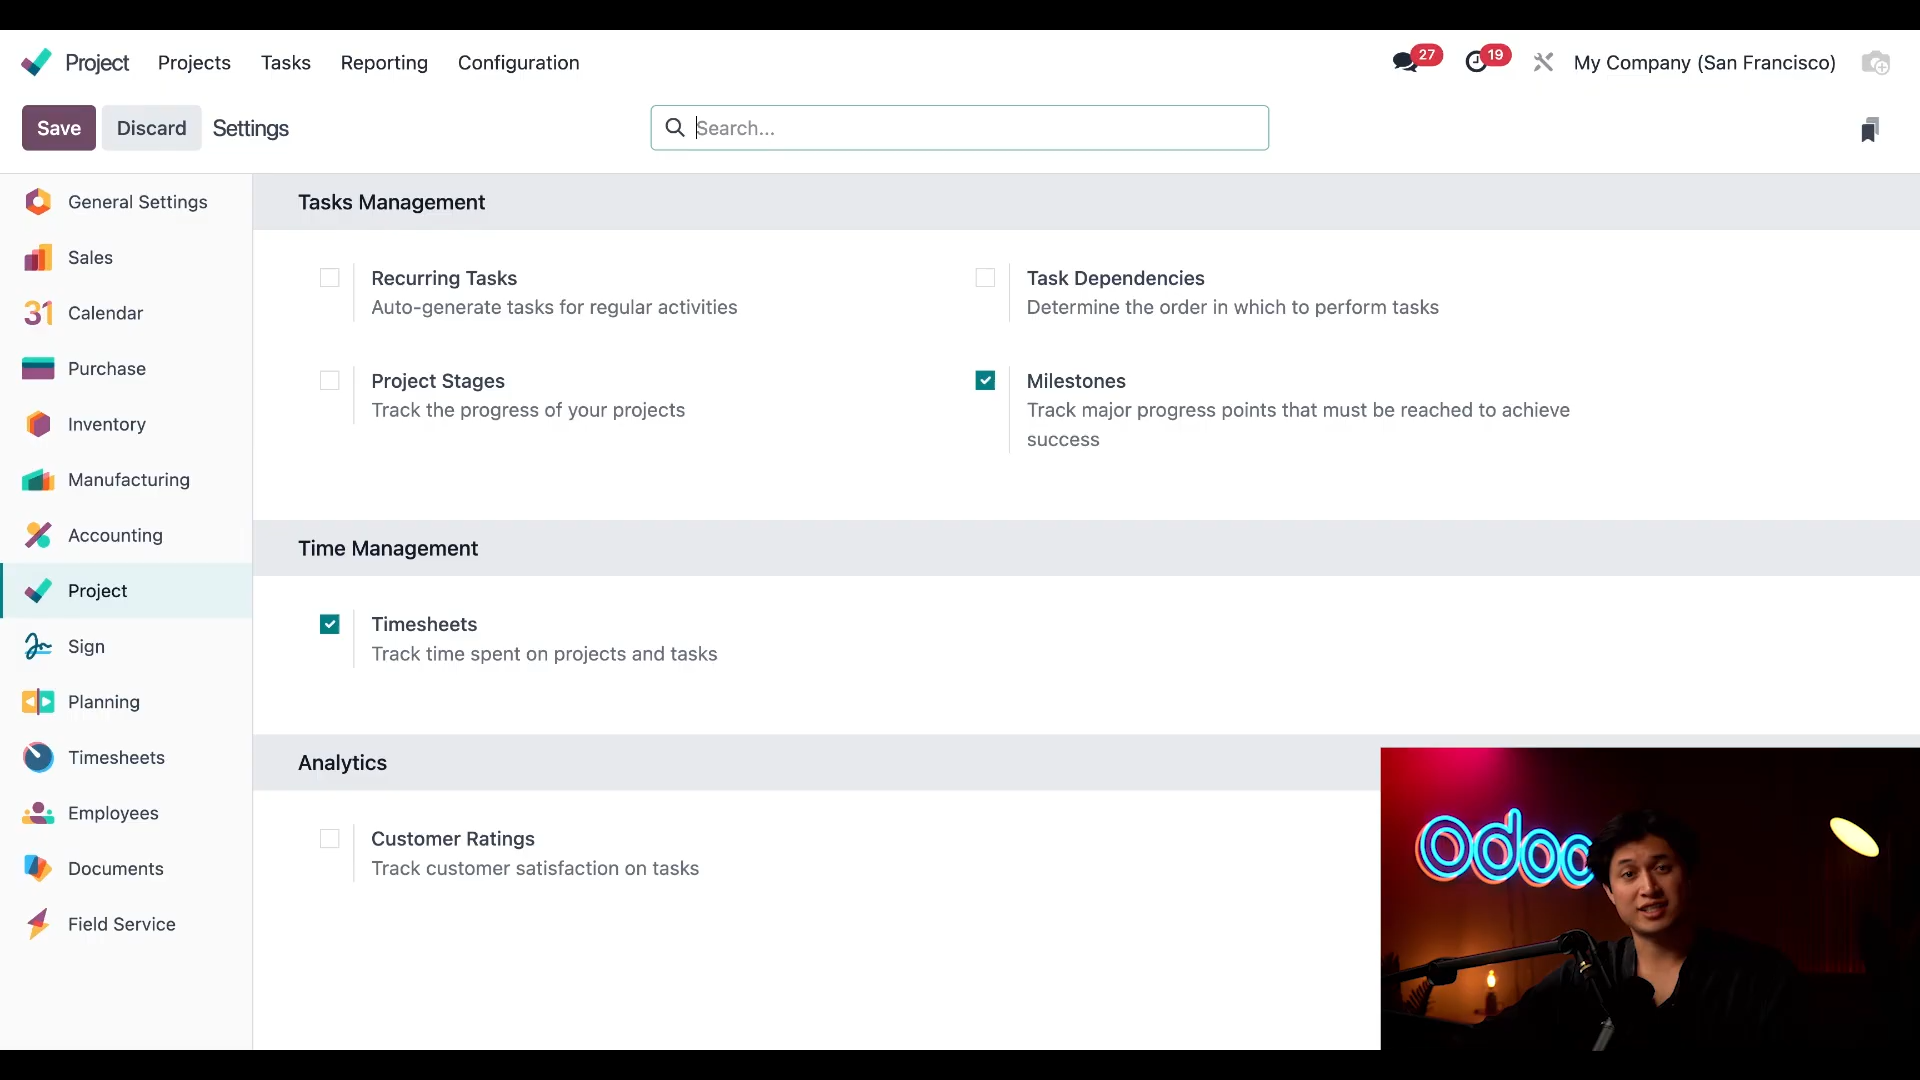 Project
Projects
Tasks
Reporting
Configuration
27
19
My Company (San Francisco)
Save
Discard
Settings
Search...
General Settings
Sales
31
Calendar
Purchase
Inventory
Manufacturing
Accounting
Project
Sign
Planning
Timesheets
Employees
Documents
Field Service
Tasks Management
Recurring Tasks
Auto-generate tasks for regular activities
Task Dependencies
Determine the order in which to perform tasks
Project Stages
Track the progress of your projects
Milestones
Track major progress points that must be reached to achieve
success
Time Management
Timesheets
Track time spent on projects and tasks
Analytics
Customer Ratings
Track customer satisfaction on tasks
odoo